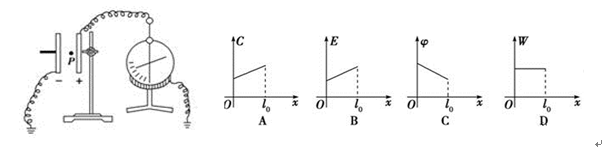 P
− +
C
O
l₀
x
A
E
O
l₀
x
B
φ
O
l₀
x
C
W
O
l₀
x
D
↵